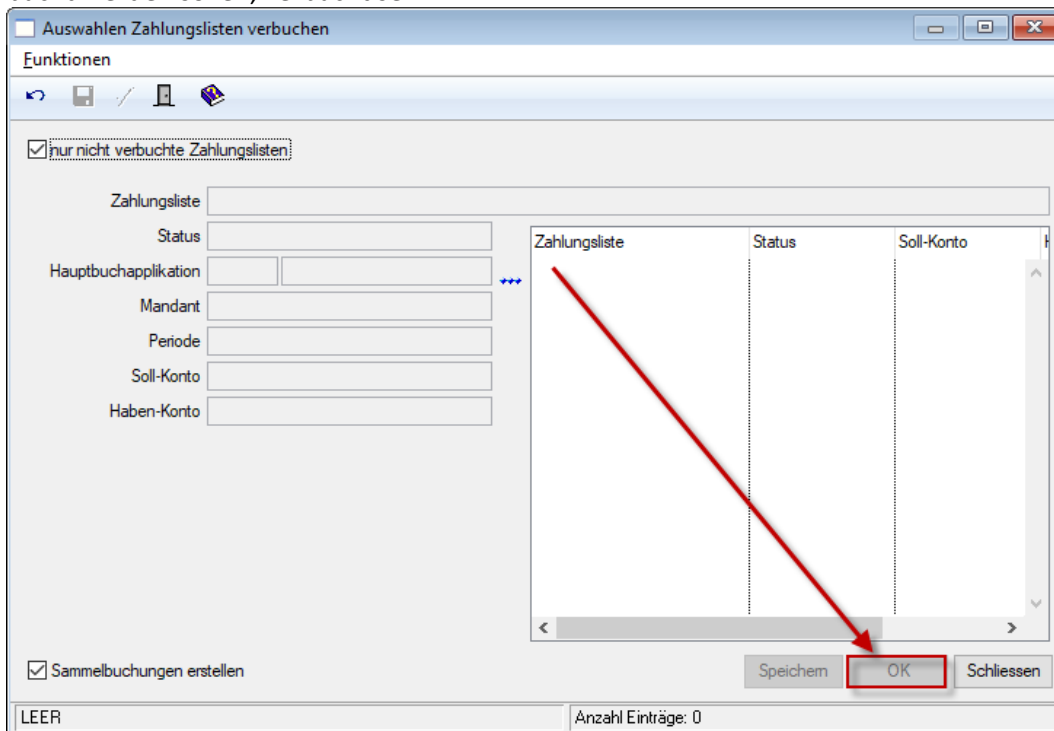 Auswahlen Zahlungslisten verbuchen
Funktionen
nur nicht verbuchte Zahlungslisten
Zahlungsliste
Status
Hauptbuchapplikation
Mandant
Periode
Soll-Konto
Haben-Konto
Zahlungsliste Status Soll-Konto
Sammelbuchungen erstellen
Speichern OK Schliessen
LEER Anzahl Einträge: 0